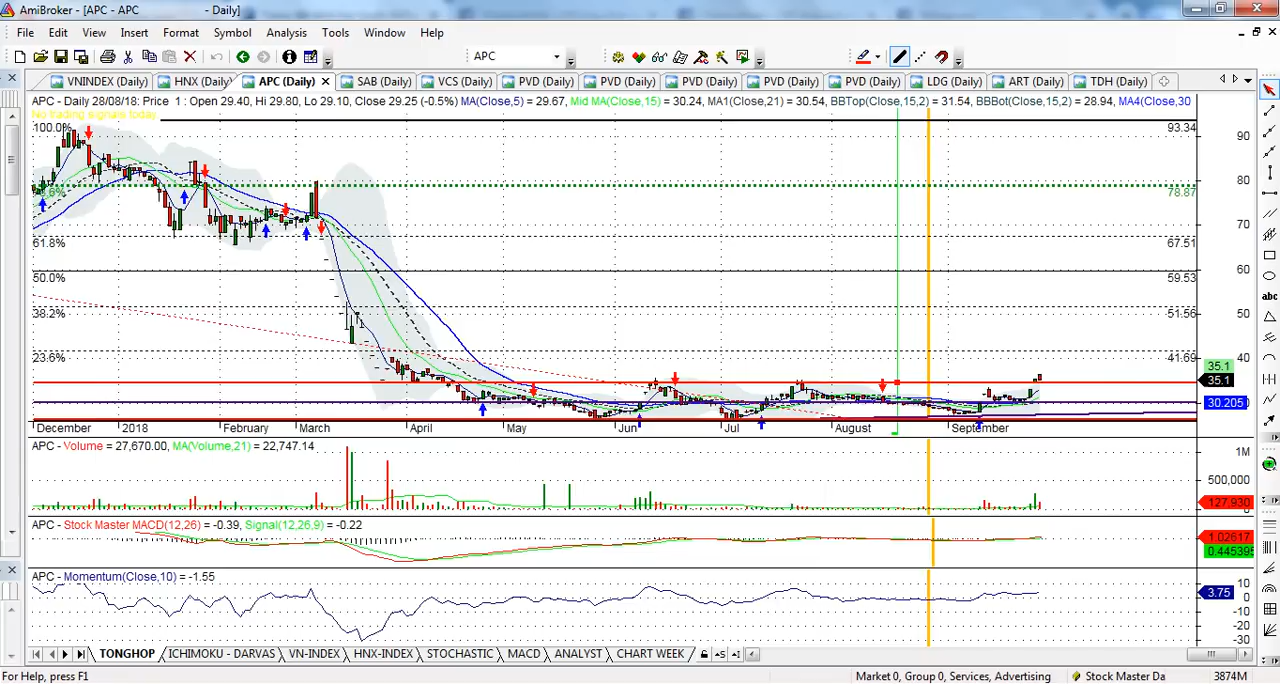 AmiBroker - [APC - APC - Daily]
File Edit View Insert Format Symbol Analysis Tools Window Help
APC
VNINDEX (Daily) HNX (Daily) APC (Daily) SAB (Daily) VCS (Daily) PVD (Daily) PVD (Daily) PVD (Daily) PVD (Daily) PVD (Daily) LDG (Daily) ART (Daily) TDH (Daily)
APC - Daily 28/08/18: Price 1: Open 29.40, Hi 29.80, Lo 29.10, Close 29.25 (-0.5%) MA(Close,5) = 29.67, Mid MA(Close,15) = 30.24, MA1(Close,21) = 30.54, BBTop(Close,15,2) = 31.54, BBBot(Close,15,2) = 28.94, MA4(Close,30
No trading signals today
100.0%
93.34
90
80
78.87
70
61.8%
67.51
60
50.0%
59.53
50
38.2%
51.56
40
23.6%
41.69
35.1
35.1
30.205
December 2018 February March April May Jun Jul August September
APC - Volume = 27,670.00, MA(Volume,21) = 22,747.14
1M
500,000
127,930
0
APC - Stock Master MACD(12,26) = -0.39, Signal(12,26,9) = -0.22
1.02617
0.445395
APC - Momentum(Close,10) = -1.55
10
3.75
0
-10
-20
-30
TONGHOP ICHIMOKU - DARVAS VN-INDEX HNX-INDEX STOCHASTIC MACD ANALYST CHART WEEK
For Help, press F1 Market 0, Group 0, Services, Advertising Stock Master Da 3874M
abc